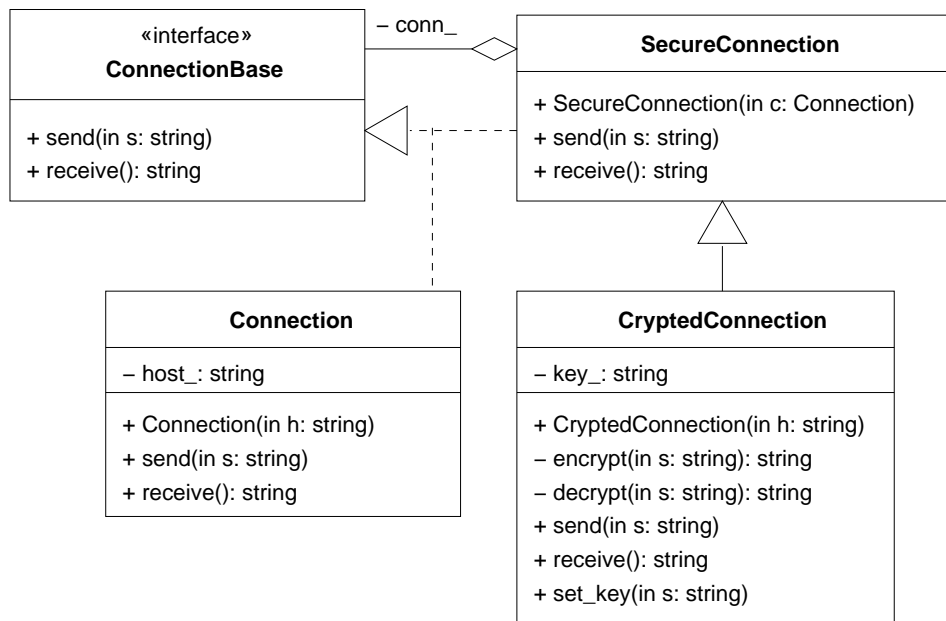 «interface»
ConnectionBase
+ send(in s: string)
+ receive(): string
− conn_
SecureConnection
+ SecureConnection(in c: Connection)
+ send(in s: string)
+ receive(): string
Connection
− host_: string
+ Connection(in h: string)
+ send(in s: string)
+ receive(): string
CryptedConnection
− key_: string
+ CryptedConnection(in h: string)
− encrypt(in s: string): string
− decrypt(in s: string): string
+ send(in s: string)
+ receive(): string
+ set_key(in s: string)